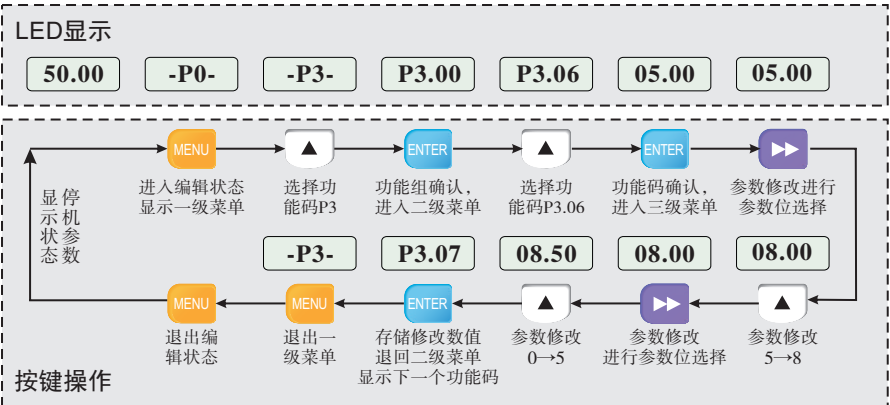 LED显示
50.00
-P0-
-P3-
P3.00
P3.06
05.00
05.00
MENU
ENTER
ENTER
进入编辑状态
显示一级菜单
选择功
能码P3
功能组确认，
进入二级菜单
选择功
能码P3.06
功能码确认，
进入三级菜单
参数修改进行
参数位选择
停机参数
显示状态
-P3-
P3.07
08.50
08.00
08.00
MENU
MENU
ENTER
退出编
辑状态
退出一
级菜单
存储修改数值
退回二级菜单
显示下一个功能码
参数修改
0→5
参数修改
进行参数位选择
参数修改
5→8
按键操作